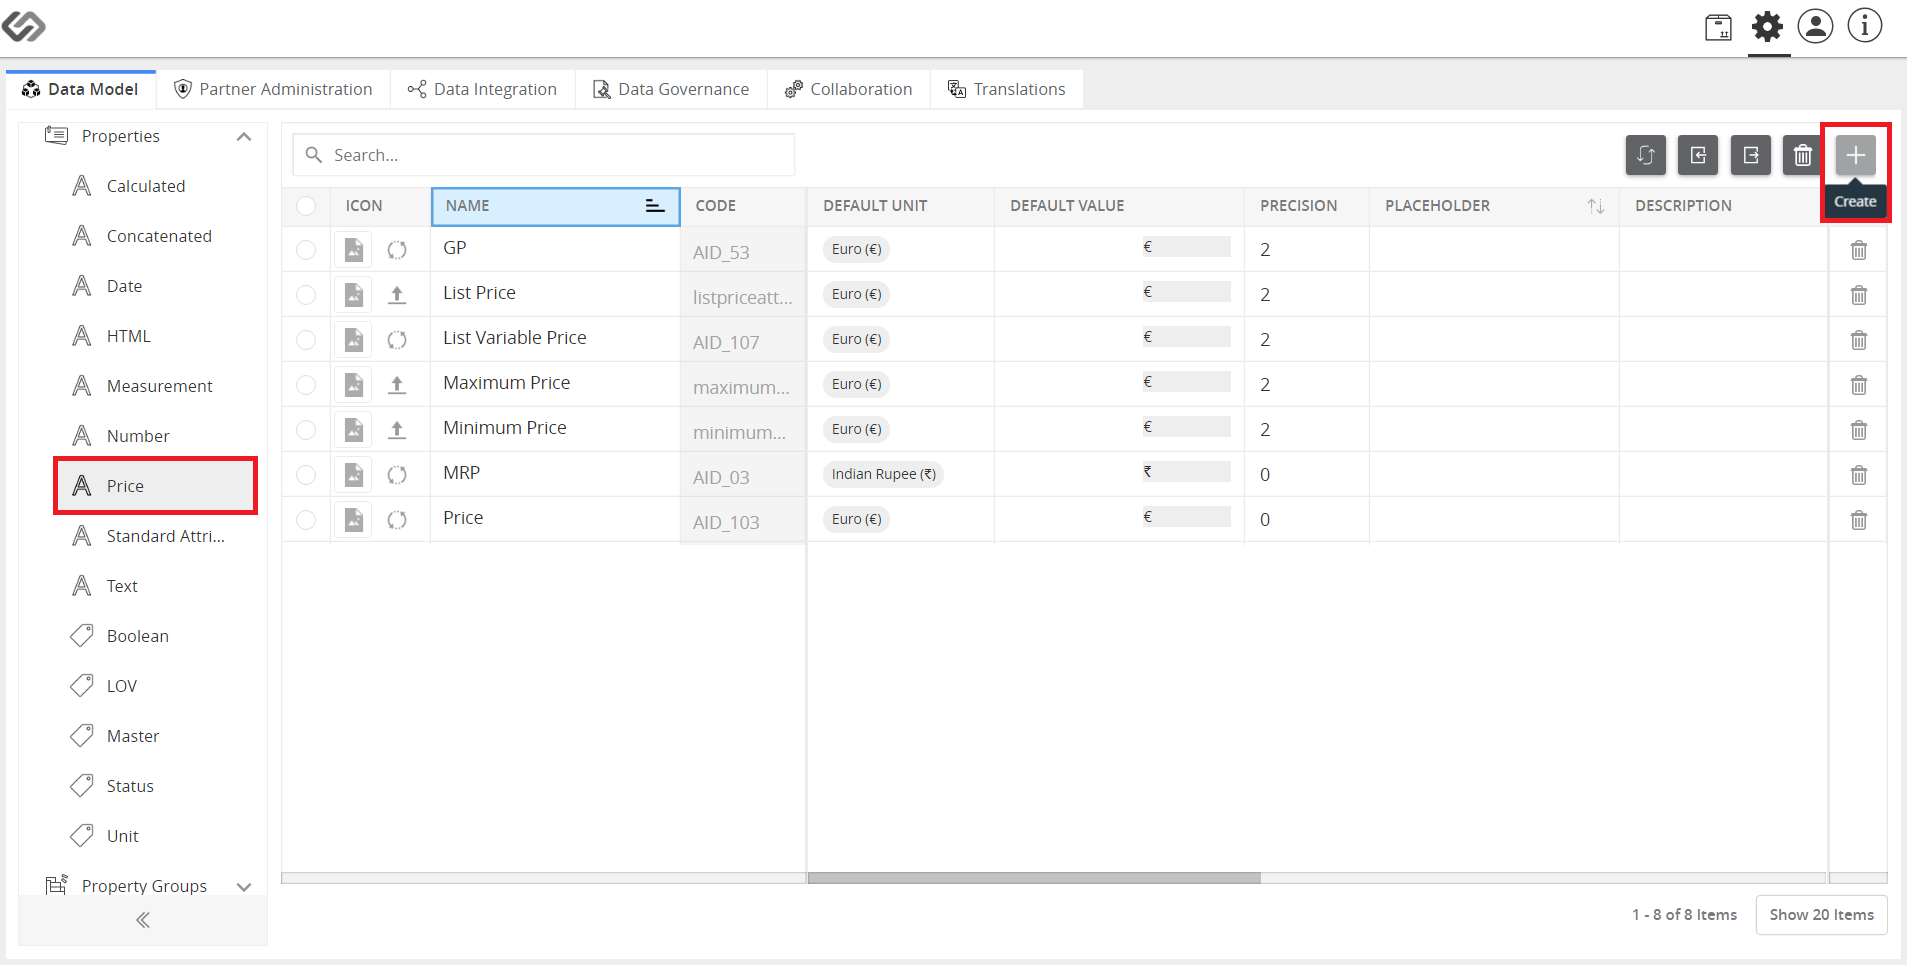 Data Model
Partner Administration
Data Integration
Data Governance
Collaboration
Translations
Properties
Calculated
Concatenated
Date
HTML
Measurement
Number
Price
Standard Attri...
Text
Boolean
LOV
Master
Status
Unit
Property Groups
Search...
Create
ICON NAME CODE DEFAULT UNIT DEFAULT VALUE PRECISION PLACEHOLDER DESCRIPTION
GP AID_53 Euro (€) € 2
List Price listpriceatt... Euro (€) € 2
List Variable Price AID_107 Euro (€) € 2
Maximum Price maximum... Euro (€) € 2
Minimum Price minimum... Euro (€) € 2
MRP AID_03 Indian Rupee (₹) ₹ 0
Price AID_103 Euro (€) € 0
1 - 8 of 8 Items
Show 20 Items